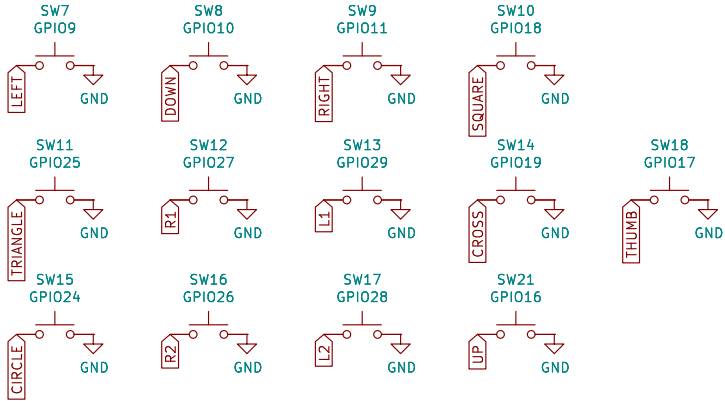 SW7
GPIO9
LEFT
GND
SW8
GPIO10
DOWN
GND
SW9
GPIO11
RIGHT
GND
SW10
GPIO18
SQUARE
GND
SW11
GPIO25
TRIANGLE
GND
SW12
GPIO27
R1
GND
SW13
GPIO29
L1
GND
SW14
GPIO19
CROSS
GND
SW18
GPIO17
THUMB
GND
SW15
GPIO24
CIRCLE
GND
SW16
GPIO26
R2
GND
SW17
GPIO28
L2
GND
SW21
GPIO16
UP
GND